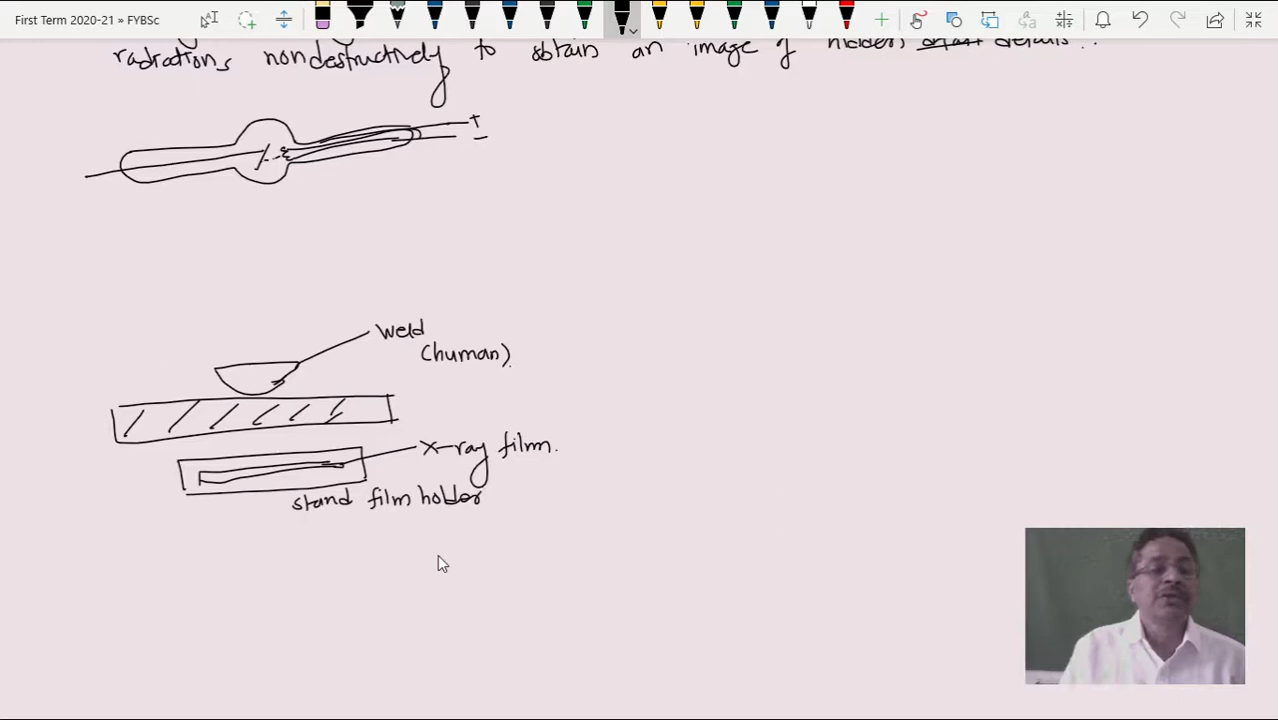 First Term 2020-21 » FYBSc
radiations nondestructively to obtain an image of hidden details..
+
−
weld
(human).
X-ray film.
stand film holder